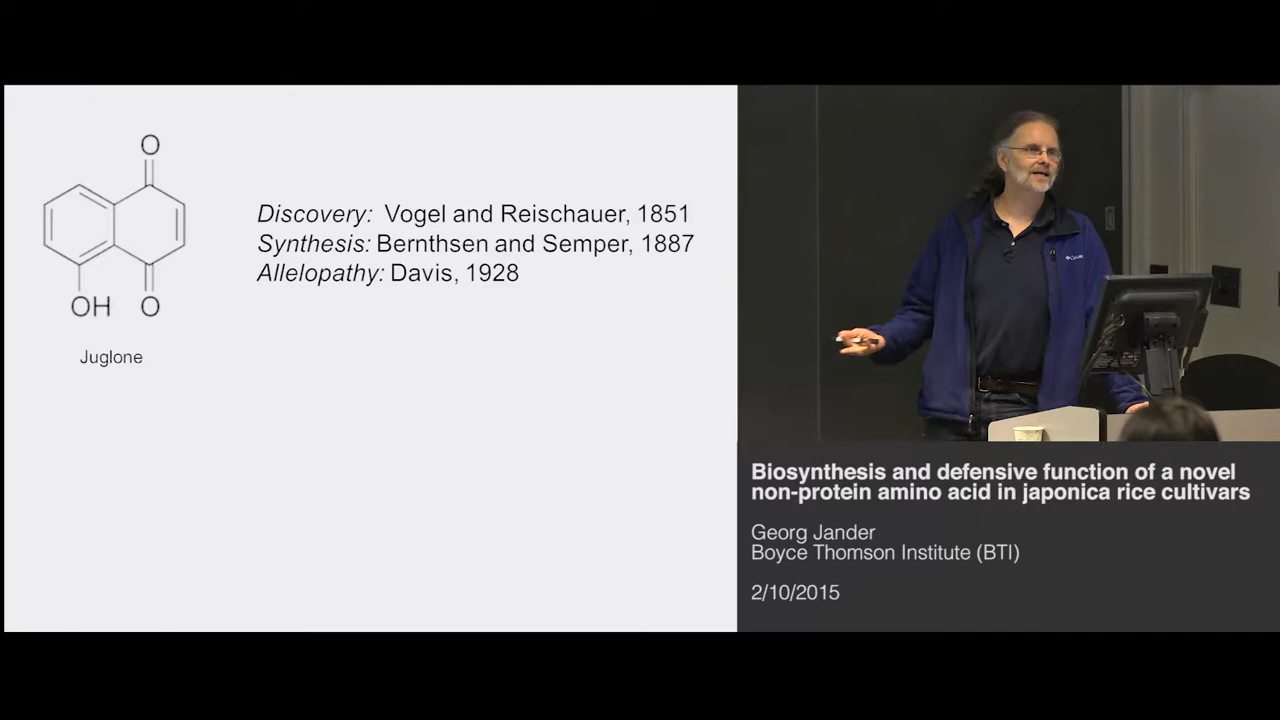 O
OH
O
Juglone
Discovery: Vogel and Reischauer, 1851
Synthesis: Bernthsen and Semper, 1887
Allelopathy: Davis, 1928
Biosynthesis and defensive function of a novel
non-protein amino acid in japonica rice cultivars
Georg Jander
Boyce Thomson Institute (BTI)
2/10/2015